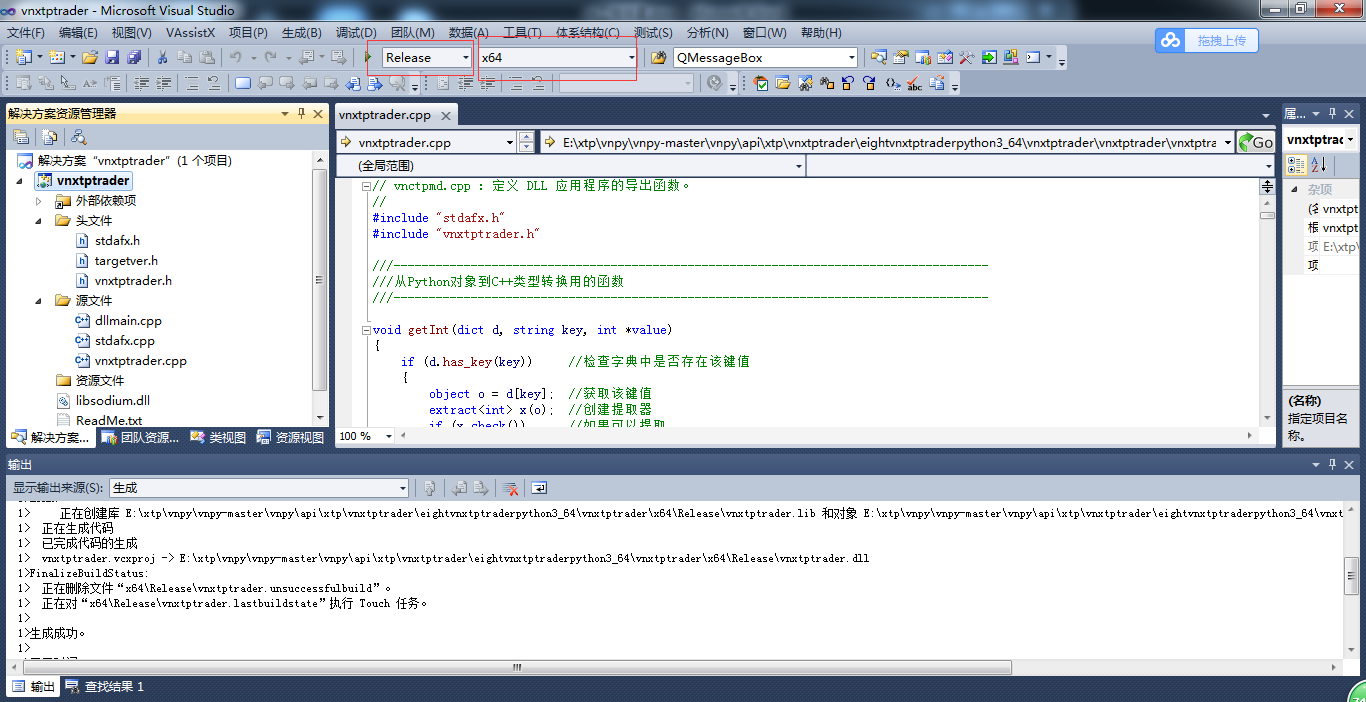 vnxtptrader - Microsoft Visual Studio
文件(F) 编辑(E) 视图(V) VAssistX 项目(P) 生成(B) 调试(D) 团队(M) 数据(A) 工具(T) 体系结构(C) 测试(S) 分析(N) 窗口(W) 帮助(H)
拖拽上传
Release x64 QMessageBox
解决方案资源管理器
vnxtptrader.cpp
属...
vnxtptrader.cpp
E:\xtp\vnpy\vnpy-master\vnpy\api\xtp\vnxtptrader\eightvnxtptraderpython3_64\vnxtptrader\vnxtptrader\vnxtptra
Go
vnxtptrac
解决方案 “vnxtptrader” (1 个项目)
(全局范围)
vnxtptrader
外部依赖项
头文件
stdafx.h
targetver.h
vnxtptrader.h
源文件
dllmain.cpp
stdafx.cpp
vnxtptrader.cpp
资源文件
libsodium.dll
ReadMe.txt
// vnctpmd.cpp : 定义 DLL 应用程序的导出函数。
//
#include "stdafx.h"
#include "vnxtptrader.h"
///-------------------------------------------------------------------------------------
///从Python对象到C++类型转换用的函数
///-------------------------------------------------------------------------------------
void getInt(dict d, string key, int *value)
{
if (d.has_key(key)) //检查字典中是否存在该键值
{
object o = d[key]; //获取该键值
extract<int> x(o); //创建提取器
if (x.check()) //如果可以提取
100 %
杂项
(名 vnxtpt
根 vnxtpt
项 E:\xtp\
项
(名称)
指定项目名称。
解决方案... 团队资源... 类视图 资源视图
输出
显示输出来源(S): 生成
1> 正在创建库 E:\xtp\vnpy\vnpy-master\vnpy\api\xtp\vnxtptrader\eightvnxtptraderpython3_64\vnxtptrader\x64\Release\vnxtptrader.lib 和对象 E:\xtp\vnpy\vnpy-master\vnpy\api\xtp\vnxtptrader\eightvnxtptraderpython3_64\vnxt
1> 正在生成代码
1> 已完成代码的生成
1> vnxtptrader.vcxproj -> E:\xtp\vnpy\vnpy-master\vnpy\api\xtp\vnxtptrader\eightvnxtptraderpython3_64\vnxtptrader\x64\Release\vnxtptrader.dll
1>FinalizeBuildStatus:
1> 正在删除文件“x64\Release\vnxtptrader.unsuccessfulbuild”。
1> 正在对“x64\Release\vnxtptrader.lastbuildstate”执行 Touch 任务。
1>
1>生成成功。
1>
输出 查找结果 1